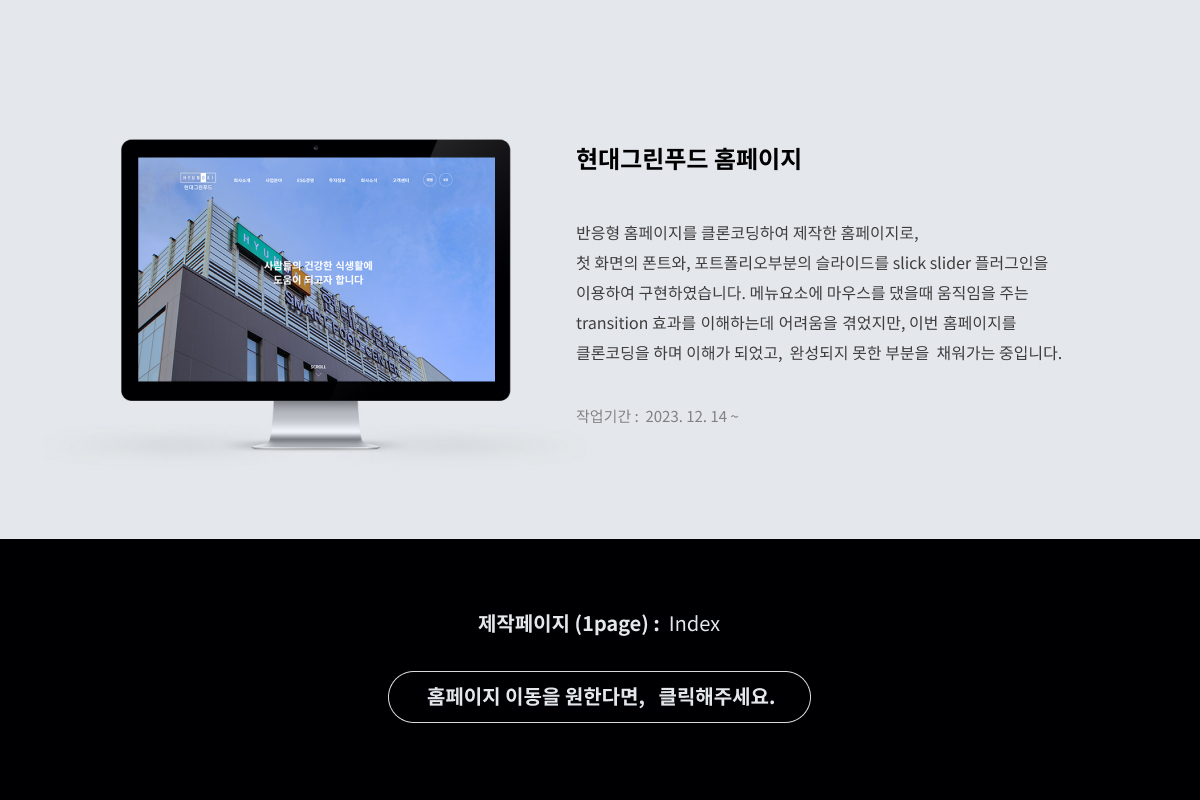 HYUNDAI
현대그린푸드
회사소개 사업분야 ESG경영 투자정보 회사소식 고객센터
사람들의 건강한 식생활에
도움이 되고자 합니다
현대그린푸드
SMART FOOD CENTER
SCROLL
현대그린푸드 홈페이지
반응형 홈페이지를 클론코딩하여 제작한 홈페이지로,
첫 화면의 폰트와, 포트폴리오부분의 슬라이드를 slick slider 플러그인을
이용하여 구현하였습니다. 메뉴요소에 마우스를 댔을때 움직임을 주는
transition 효과를 이해하는데 어려움을 겪었지만, 이번 홈페이지를
클론코딩을 하며 이해가 되었고, 완성되지 못한 부분을 채워가는 중입니다.
작업기간 : 2023. 12. 14 ~
제작페이지 (1page) : Index
홈페이지 이동을 원한다면, 클릭해주세요.